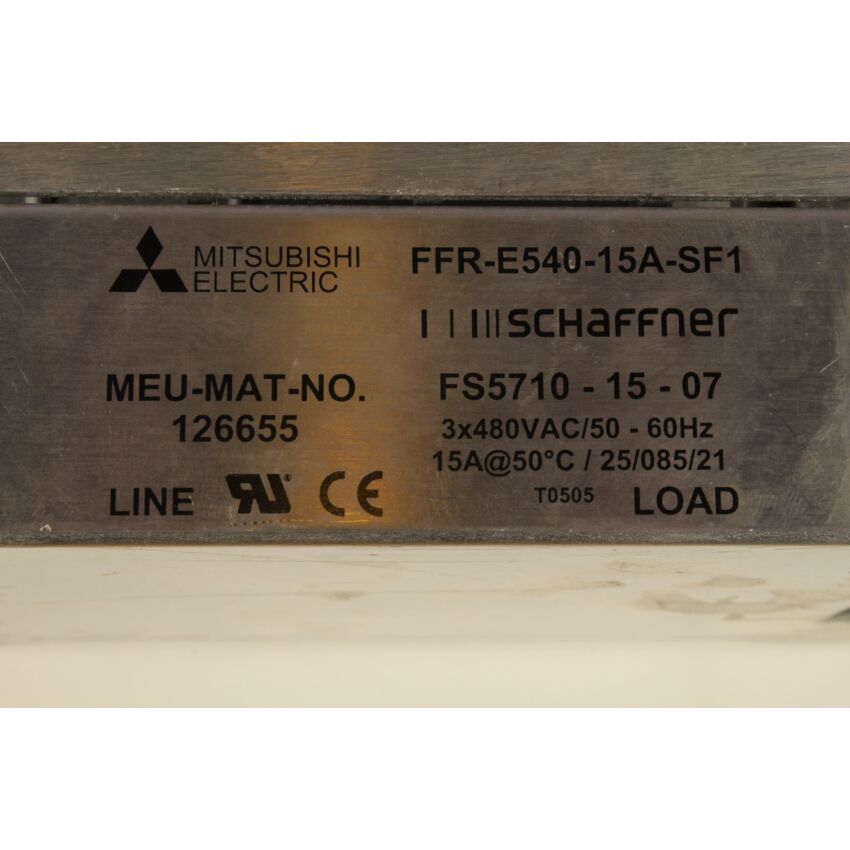 MITSUBISHI
ELECTRIC
FFR-E540-15A-SF1
SCHAFFNER
MEU-MAT-NO.
126655
FS5710 - 15 - 07
3x480VAC/50 - 60Hz
15A@50°C / 25/085/21
LINE
RU CE
T0505
LOAD